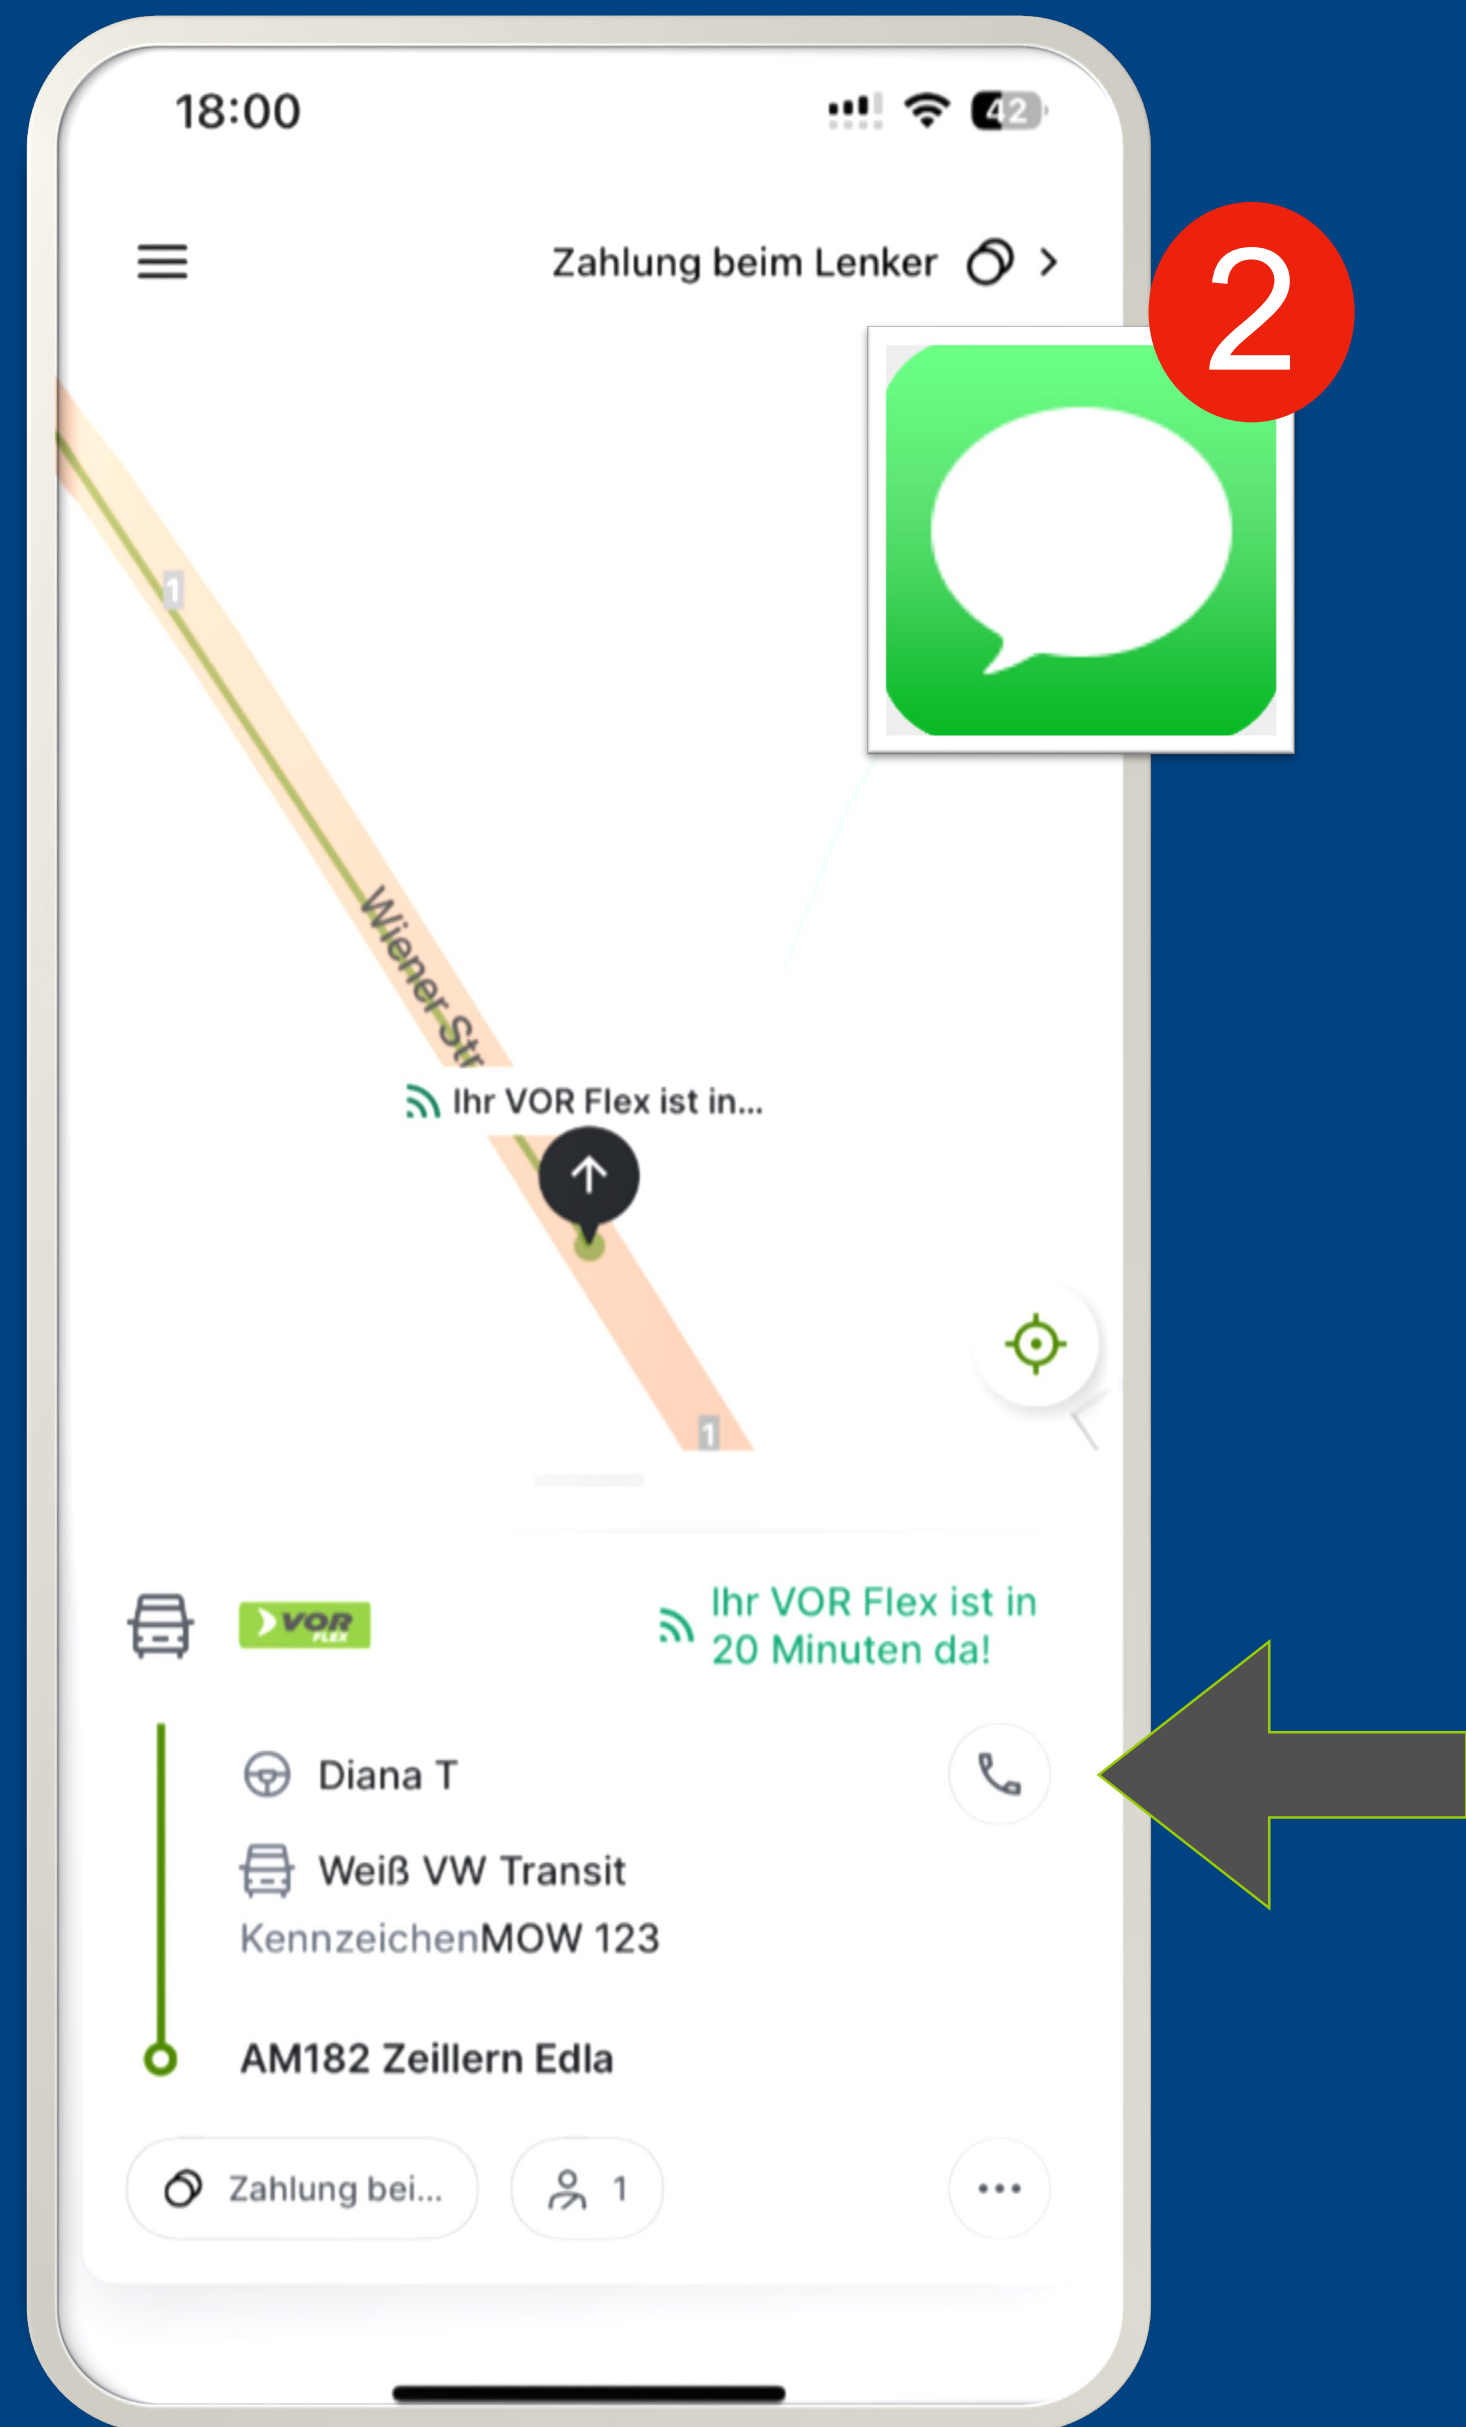 18:00
42
Zahlung beim Lenker
2
1
Wiener Str
Ihr VOR Flex ist in...
1
VOR
FLEX
Ihr VOR Flex ist in
20 Minuten da!
Diana T
Weiß VW Transit
KennzeichenMOW 123
AM182 Zeillern Edla
Zahlung bei...
1